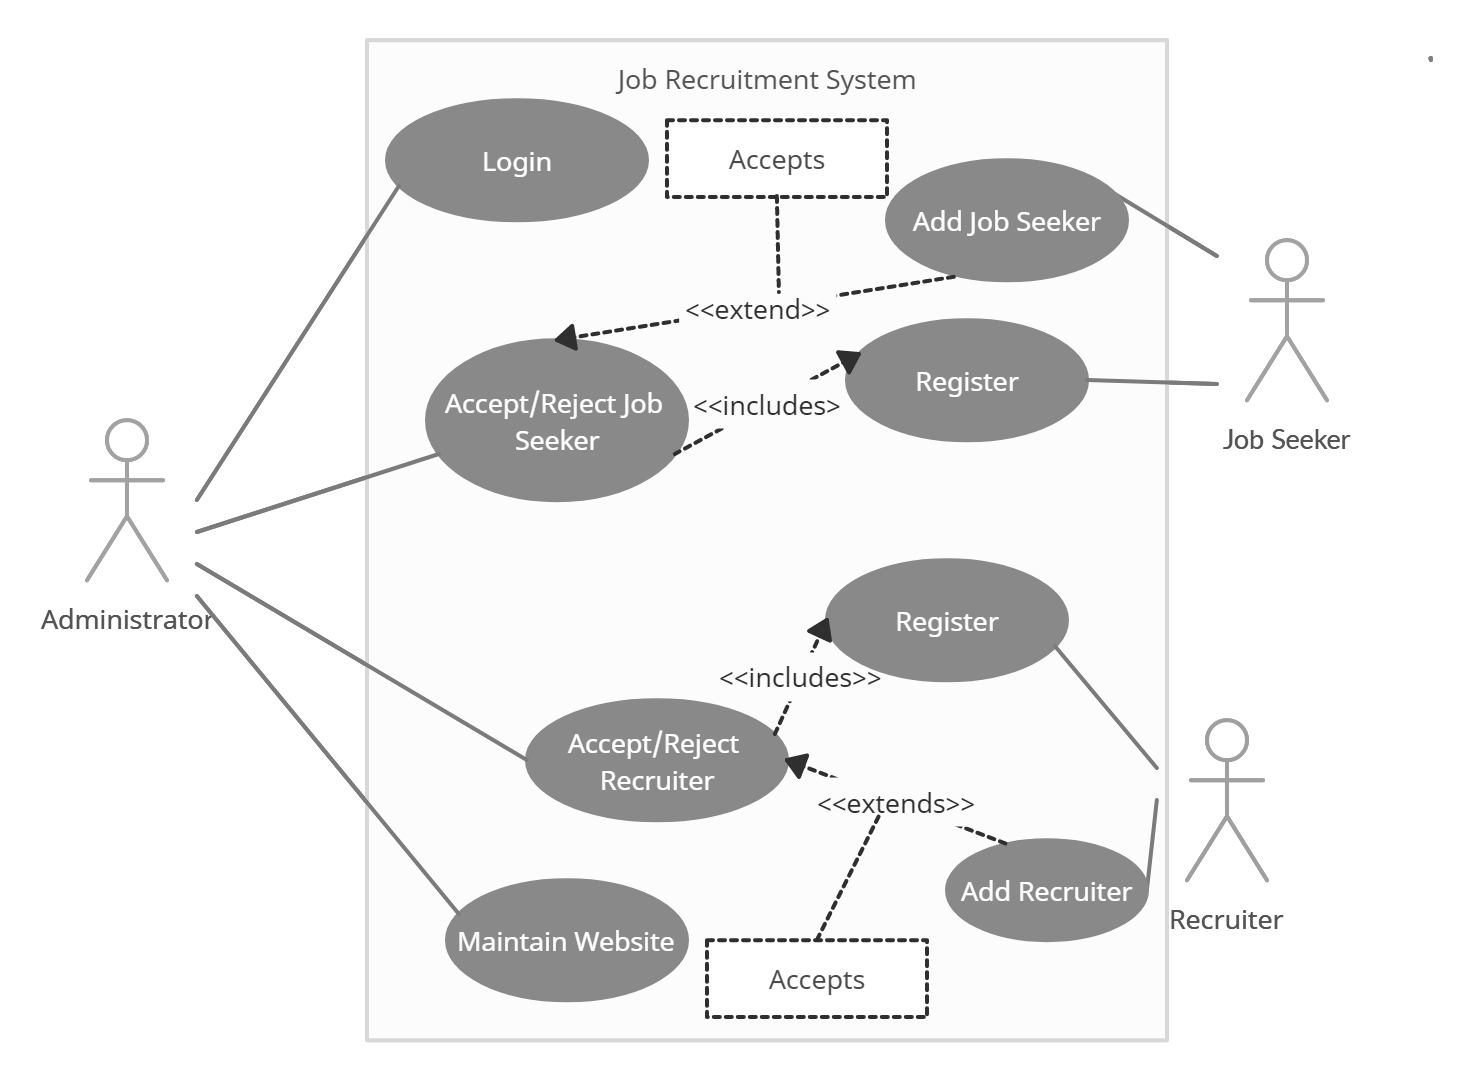 Job Recruitment System
Login
Accepts
Add Job Seeker
<<extend>>
Register
Accept/Reject Job
Seeker
<<includes>
Job Seeker
Administrator
Register
<<includes>>
Accept/Reject
Recruiter
<<extends>>
Add Recruiter
Recruiter
Maintain Website
Accepts